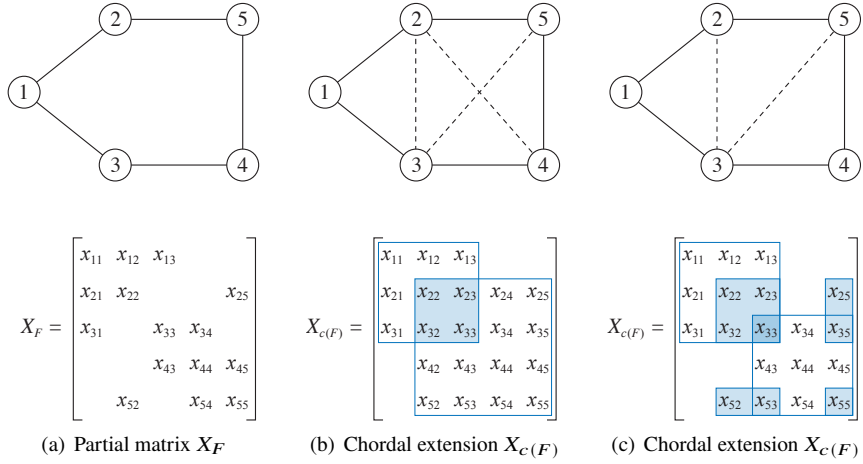 2 5 2 5 2 5
1 1 1
3 4 3 4 3 4
x₁₁ x₁₂ x₁₃
x₂₁ x₂₂ x₂₅
X_F = x₃₁ x₃₃ x₃₄
x₄₃ x₄₄ x₄₅
x₅₂ x₅₄ x₅₅
x₁₁ x₁₂ x₁₃
x₂₁ x₂₂ x₂₃ x₂₄ x₂₅
X_c(F) = x₃₁ x₃₂ x₃₃ x₃₄ x₃₅
x₄₂ x₄₃ x₄₄ x₄₅
x₅₂ x₅₃ x₅₄ x₅₅
x₁₁ x₁₂ x₁₃
x₂₁ x₂₂ x₂₃ x₂₅
X_c(F) = x₃₁ x₃₂ x₃₃ x₃₄ x₃₅
x₄₃ x₄₄ x₄₅
x₅₂ x₅₃ x₅₄ x₅₅
(a) Partial matrix X_F
(b) Chordal extension X_c(F)
(c) Chordal extension X_c(F)